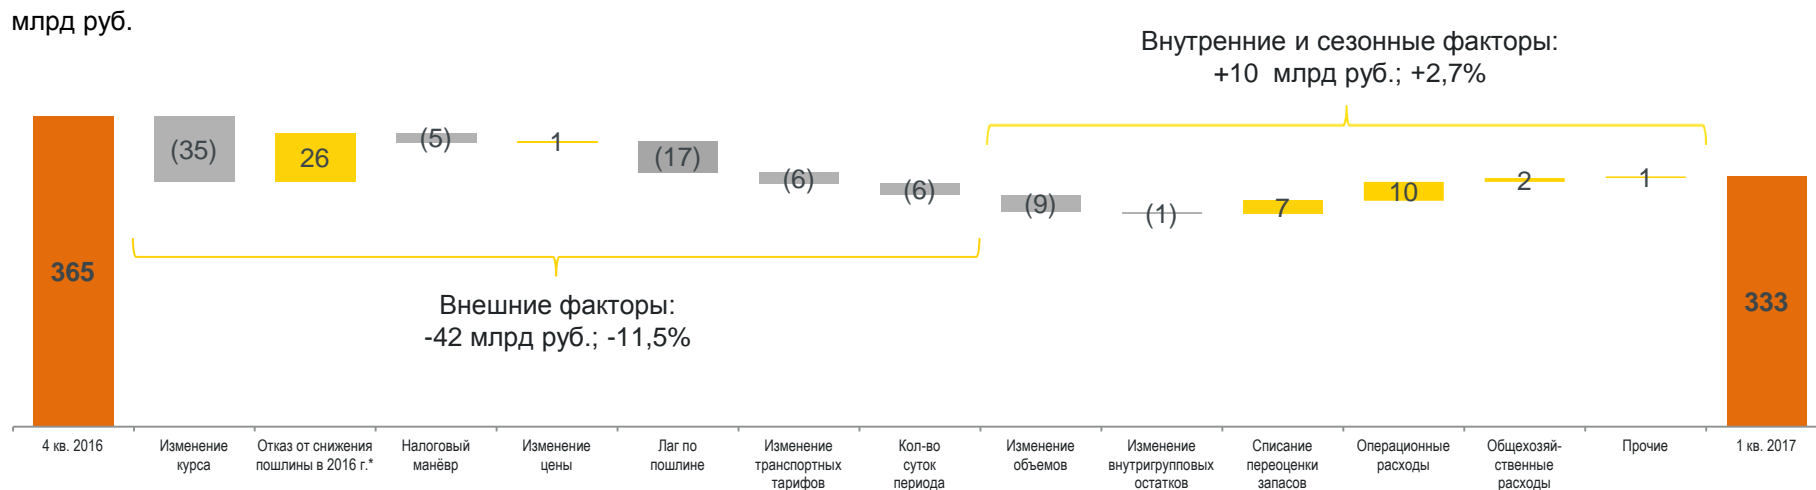 млрд руб.
Внутренние и сезонные факторы:
+10 млрд руб.; +2,7%
365
(35)
26
(5)
1
(17)
(6)
(6)
(9)
(1)
7
10
2
1
333
Внешние факторы:
-42 млрд руб.; -11,5%
4 кв. 2016
Изменение
курса
Отказ от снижения
пошлины в 2016 г.*
Налоговый
манёвр
Изменение
цены
Лаг по
пошлине
Изменение
транспортных
тарифов
Кол-во
суток
периода
Изменение
объемов
Изменение
внутригрупповых
остатков
Списание
переоценки
запасов
Операционные
расходы
Общехозяй-
ственные
расходы
Прочие
1 кв. 2017